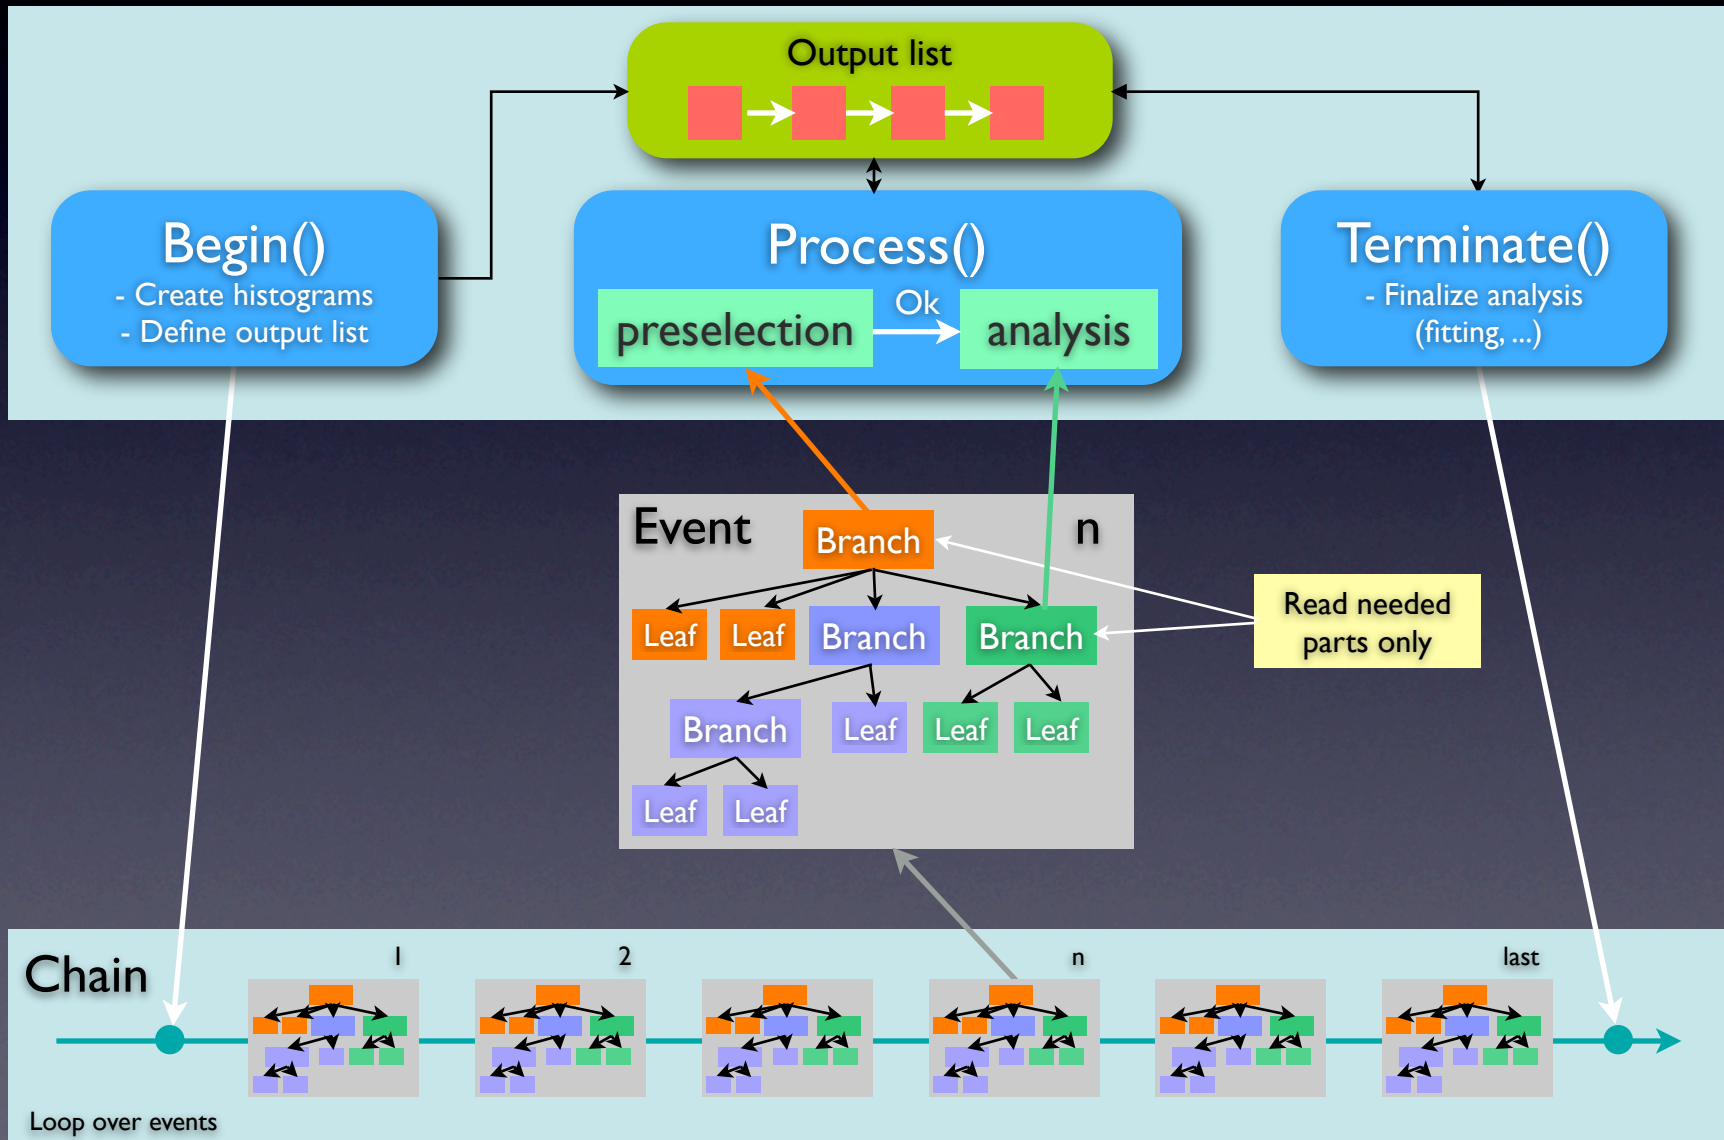 Output list
Begin()
- Create histograms
- Define output list
Process()
preselection
Ok
analysis
Terminate()
- Finalize analysis
(fitting, ...)
Event n
Branch
Leaf
Leaf
Branch
Branch
Read needed
parts only
Branch
Leaf
Leaf
Leaf
Leaf
Leaf
Chain
1
2
n
last
Loop over events